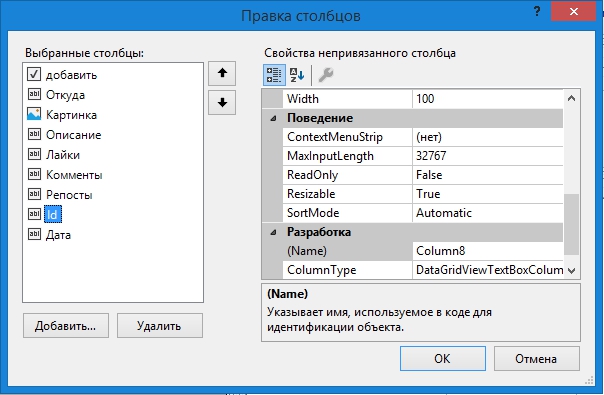 Правка столбцов
?
Выбранные столбцы:
добавить
Откуда
Картинка
Описание
Лайки
Комменты
Репосты
Id
Дата
Добавить...
Удалить
Свойства непривязанного столбца
Width 100
Поведение
ContextMenuStrip (нет)
MaxInputLength 32767
ReadOnly False
Resizable True
SortMode Automatic
Разработка
(Name) Column8
ColumnType DataGridViewTextBoxColum
(Name)
Указывает имя, используемое в коде для
идентификации объекта.
ОК
Отмена